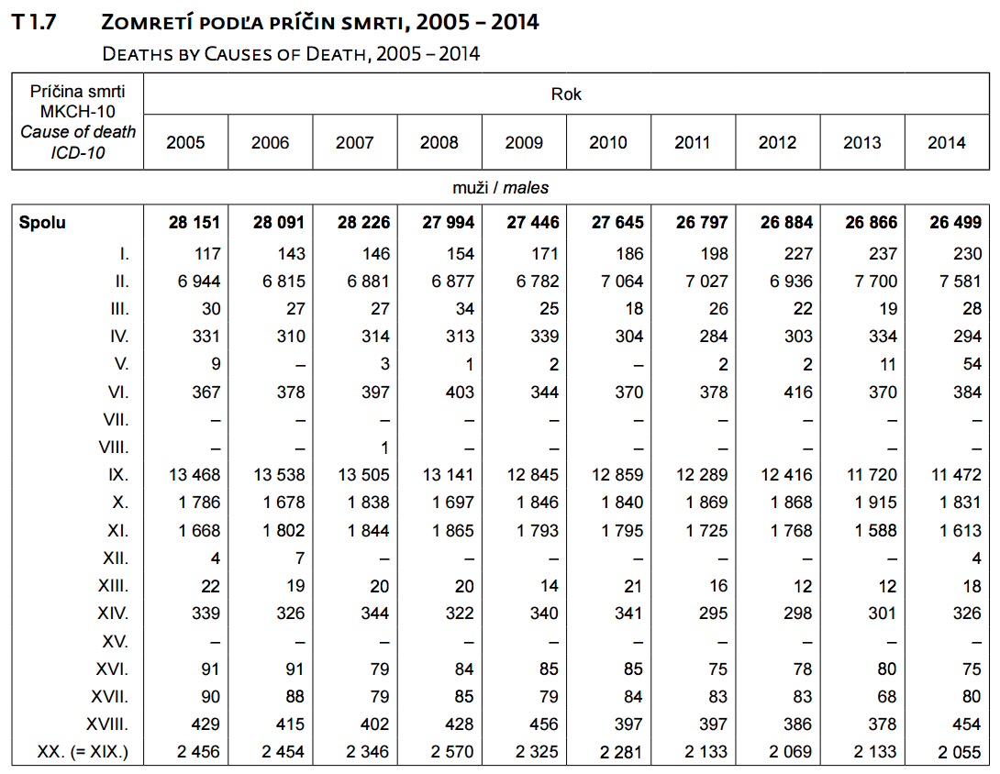 T 1.7 Zomretí podľa príčin smrti, 2005 – 2014
Deaths by Causes of Death, 2005 – 2014
Príčina smrti
MKCH-10
Cause of death
ICD-10
Rok
2005 2006 2007 2008 2009 2010 2011 2012 2013 2014
muži / males
Spolu 28 151 28 091 28 226 27 994 27 446 27 645 26 797 26 884 26 866 26 499
I. 117 143 146 154 171 186 198 227 237 230
II. 6 944 6 815 6 881 6 877 6 782 7 064 7 027 6 936 7 700 7 581
III. 30 27 27 34 25 18 26 22 19 28
IV. 331 310 314 313 339 304 284 303 334 294
V. 9 – 3 1 2 – 2 2 11 54
VI. 367 378 397 403 344 370 378 416 370 384
VII. – – – – – – – – – –
VIII. – – 1 – – – – – – –
IX. 13 468 13 538 13 505 13 141 12 845 12 859 12 289 12 416 11 720 11 472
X. 1 786 1 678 1 838 1 697 1 846 1 840 1 869 1 868 1 915 1 831
XI. 1 668 1 802 1 844 1 865 1 793 1 795 1 725 1 768 1 588 1 613
XII. 4 7 – – – – – – – 4
XIII. 22 19 20 20 14 21 16 12 12 18
XIV. 339 326 344 322 340 341 295 298 301 326
XV. – – – – – – – – – –
XVI. 91 91 79 84 85 85 75 78 80 75
XVII. 90 88 79 85 79 84 83 83 68 80
XVIII. 429 415 402 428 456 397 397 386 378 454
XX. (= XIX.) 2 456 2 454 2 346 2 570 2 325 2 281 2 133 2 069 2 133 2 055